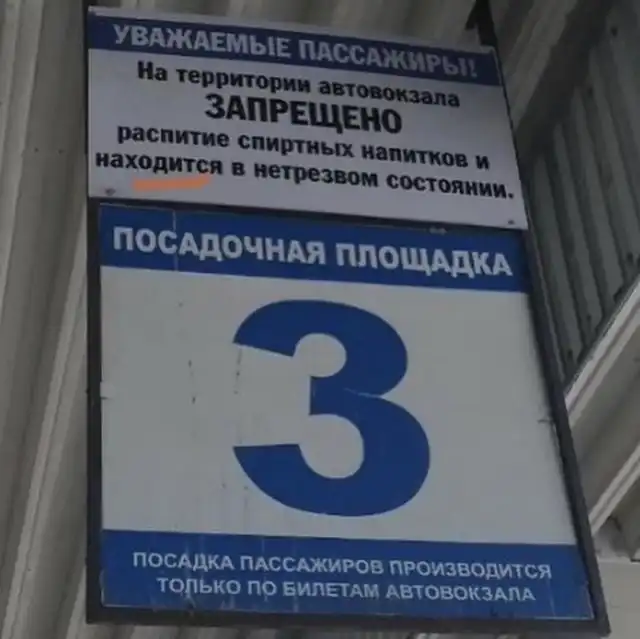 УВАЖАЕМЫЕ ПАССАЖИРЫ!
На территории автовокзала
ЗАПРЕЩЕНО
распитие спиртных напитков и
находится в нетрезвом состоянии.
ПОСАДОЧНАЯ ПЛОЩАДКА
3
ПОСАДКА ПАССАЖИРОВ ПРОИЗВОДИТСЯ
ТОЛЬКО ПО БИЛЕТАМ АВТОВОКЗАЛА